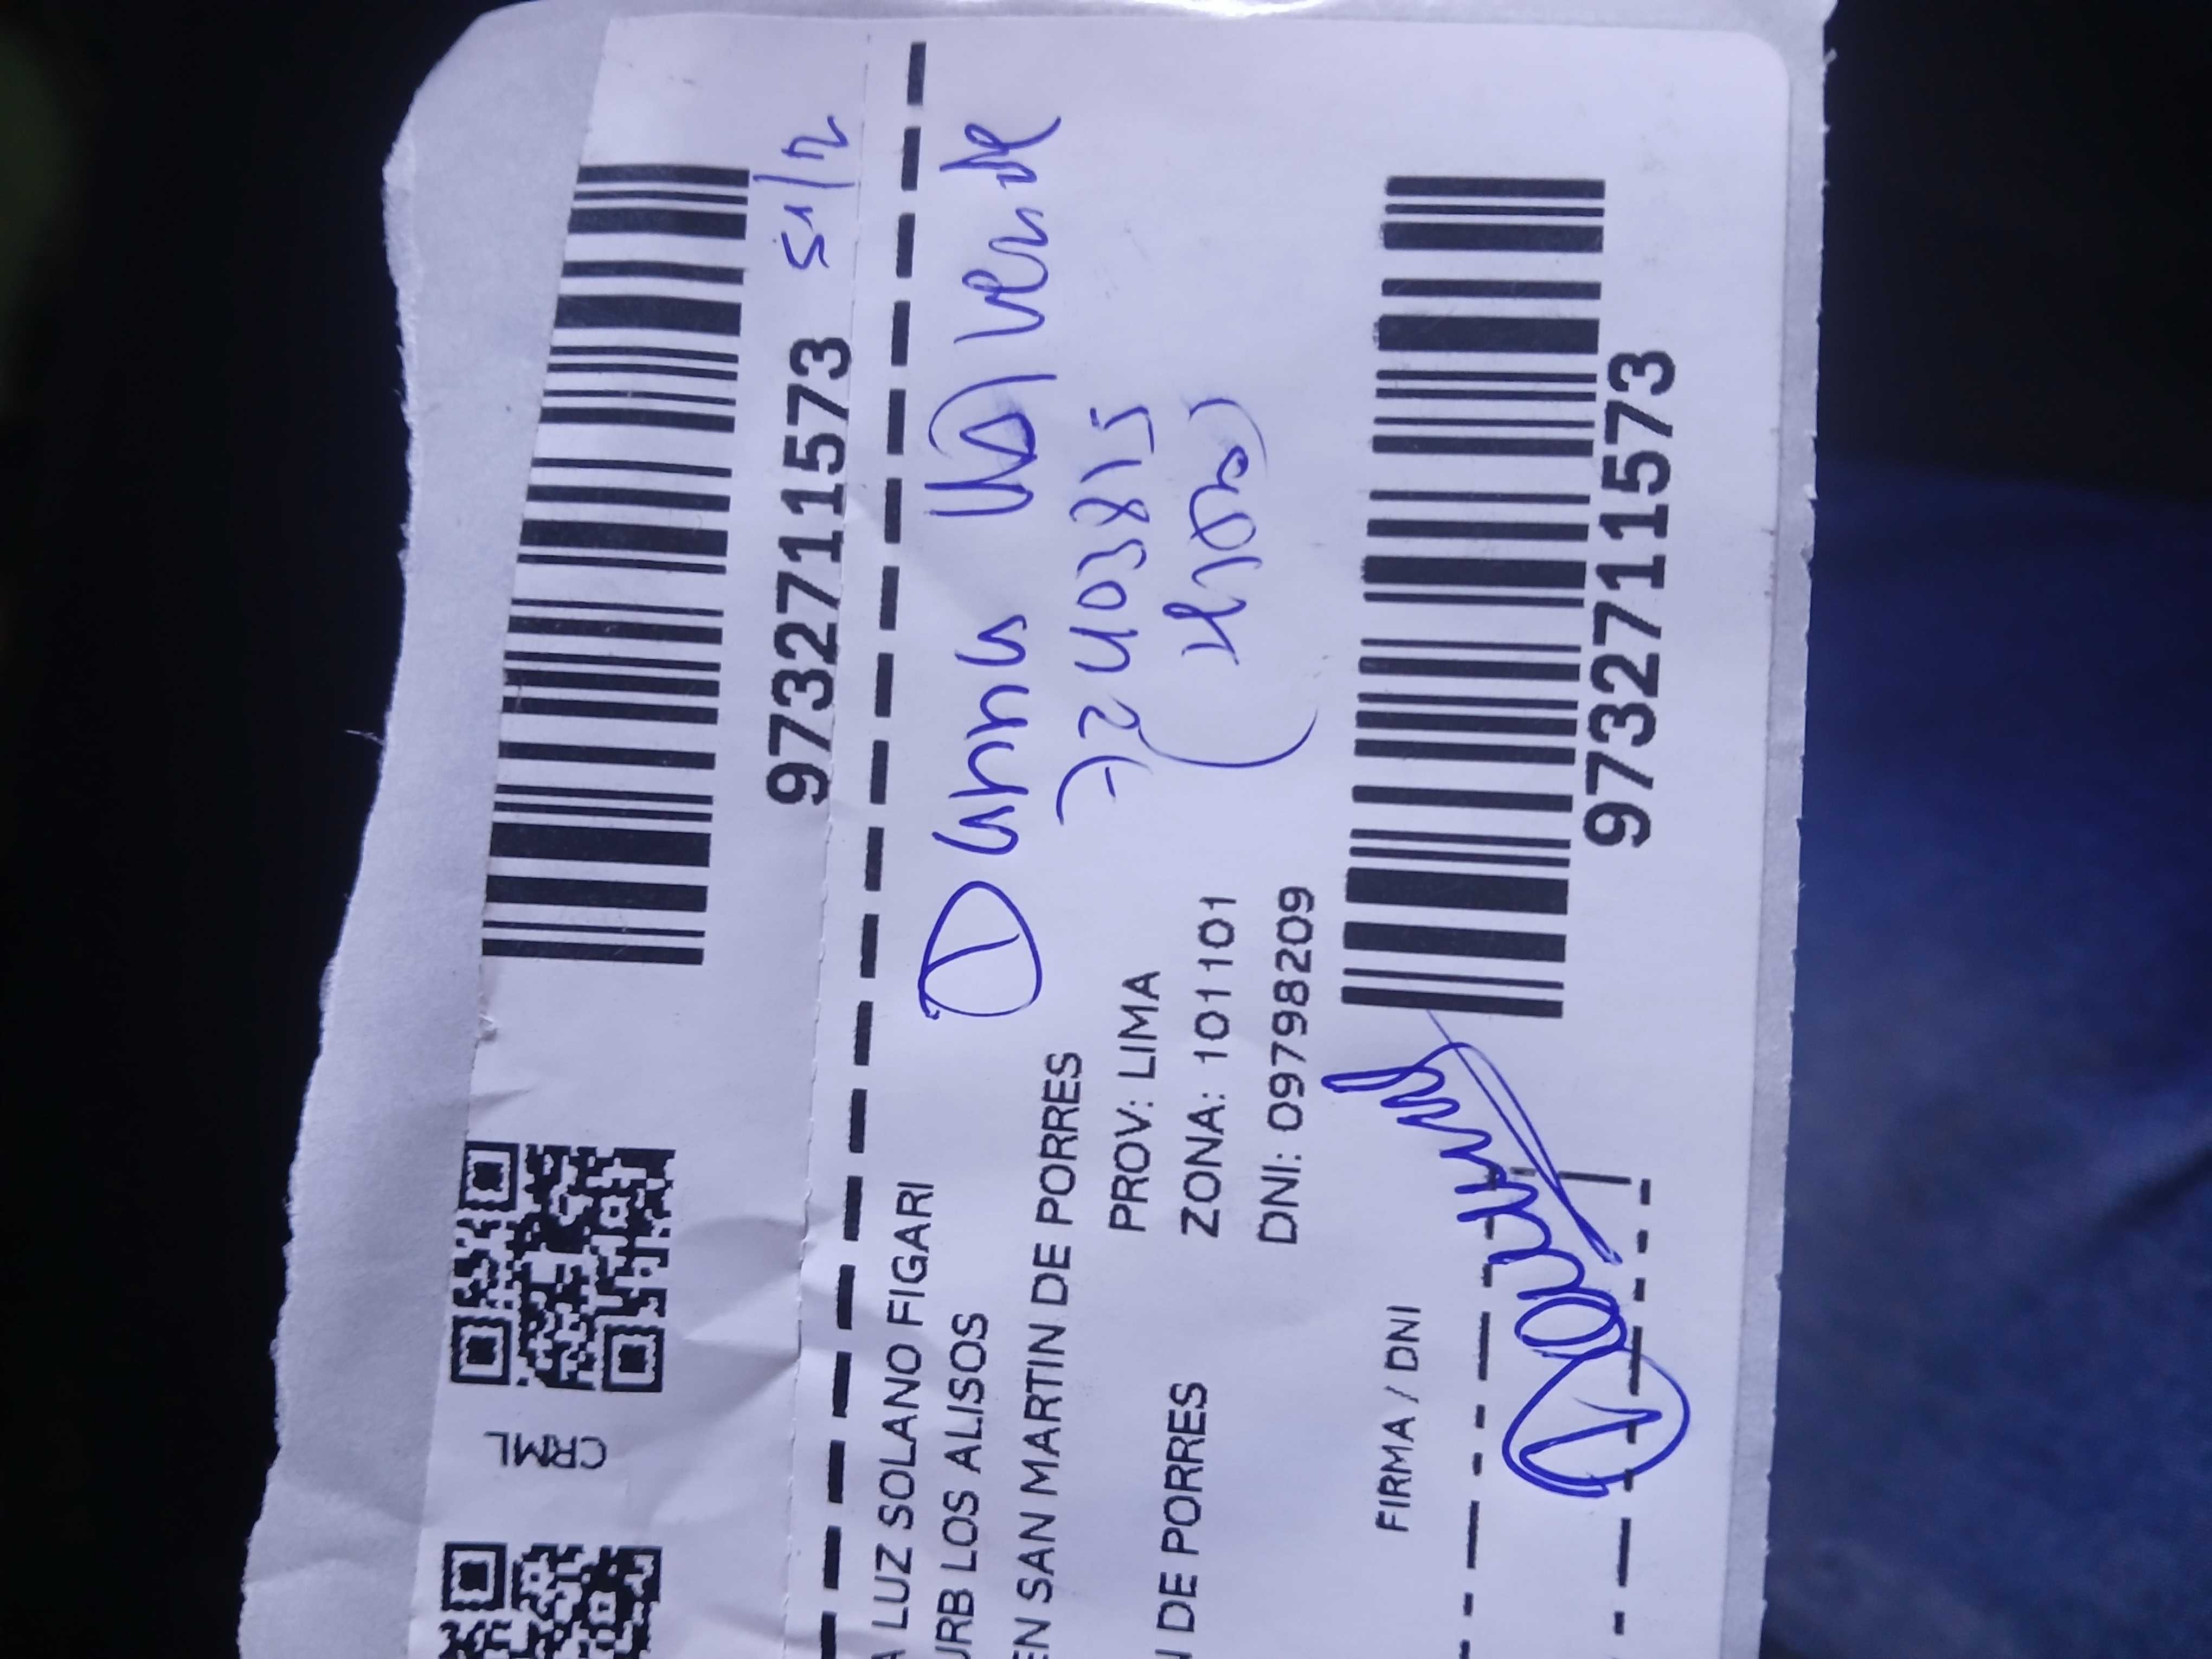 CRML
9732711573
A LUZ SOLANO FIGARI
URB LOS ALISOS
EN SAN MARTIN DE PORRES
PROV: LIMA
N DE PORRES
ZONA: 101101
DNI: 09798209
(Hijo)
FIRMA / DNI
9732711573